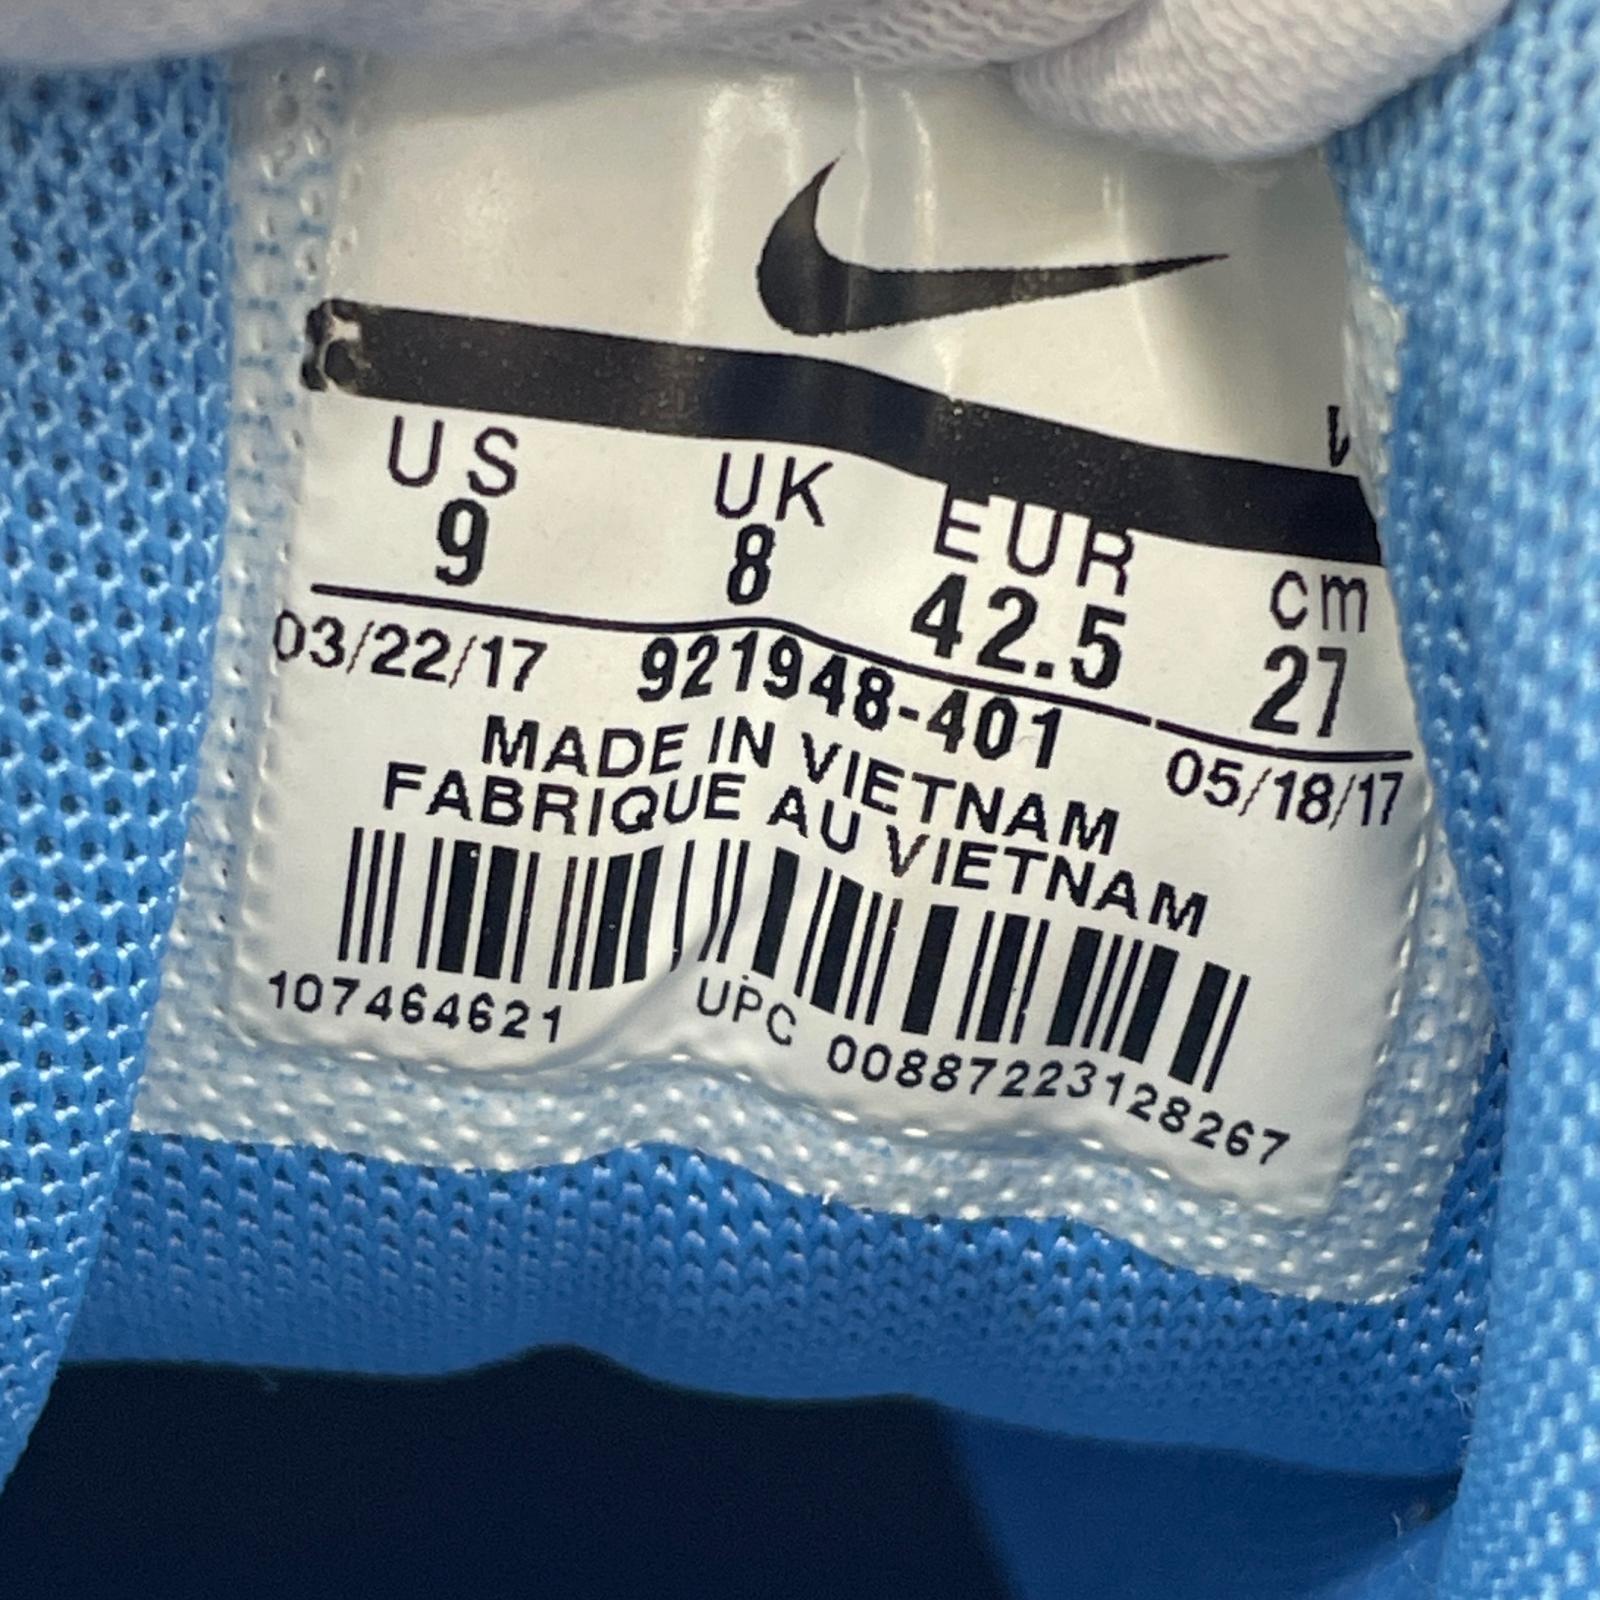 US UK EUR cm
9 8 42.5 27
03/22/17 921948-401 05/18/17
MADE IN VIETNAM
FABRIQUE AU VIETNAM
107464621 UPC 00887223128267